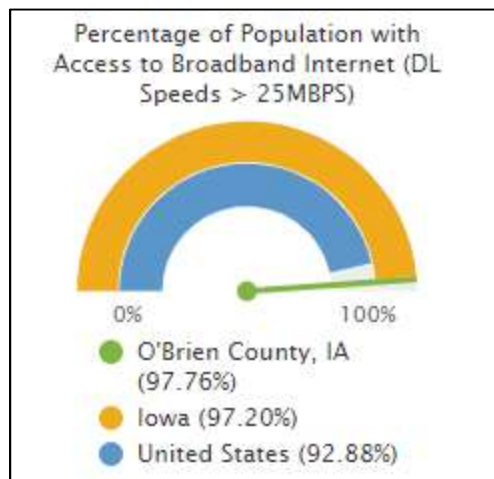 Percentage of Population with
Access to Broadband Internet (DL
Speeds > 25MBPS)
0%
100%
O'Brien County, IA
(97.76%)
Iowa (97.20%)
United States (92.88%)